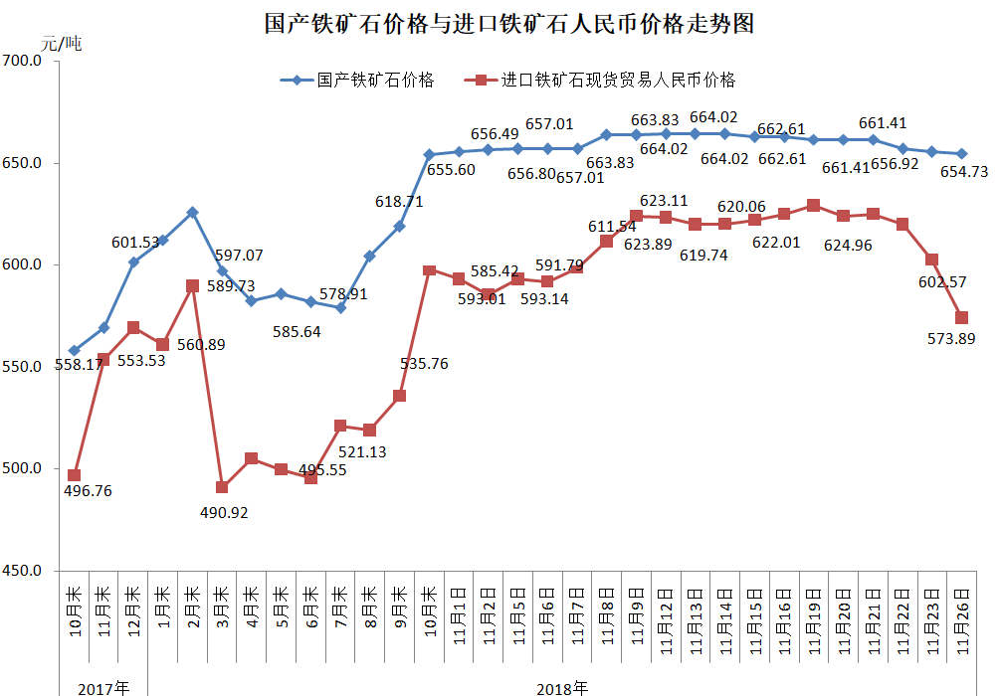 国产铁矿石价格与进口铁矿石人民币价格走势图
元/吨
国产铁矿石价格
进口铁矿石现货贸易人民币价格
700.0
650.0
600.0
550.0
500.0
450.0
558.17
601.53
597.07
585.64
578.91
618.71
655.60
656.49
656.80
657.01
657.01
663.83
663.83
664.02
664.02
664.02
662.61
662.61
661.41
661.41
656.92
654.73
496.76
553.53
560.89
589.73
490.92
495.55
521.13
535.76
593.01
585.42
593.14
591.79
611.54
623.89
623.11
619.74
620.06
622.01
624.96
602.57
573.89
10月末
11月末
12月末
1月末
2月末
3月末
4月末
5月末
6月末
7月末
8月末
9月末
10月末
11月1日
11月2日
11月5日
11月6日
11月7日
11月8日
11月9日
11月12日
11月13日
11月14日
11月15日
11月16日
11月19日
11月20日
11月21日
11月22日
11月23日
11月26日
2017年
2018年